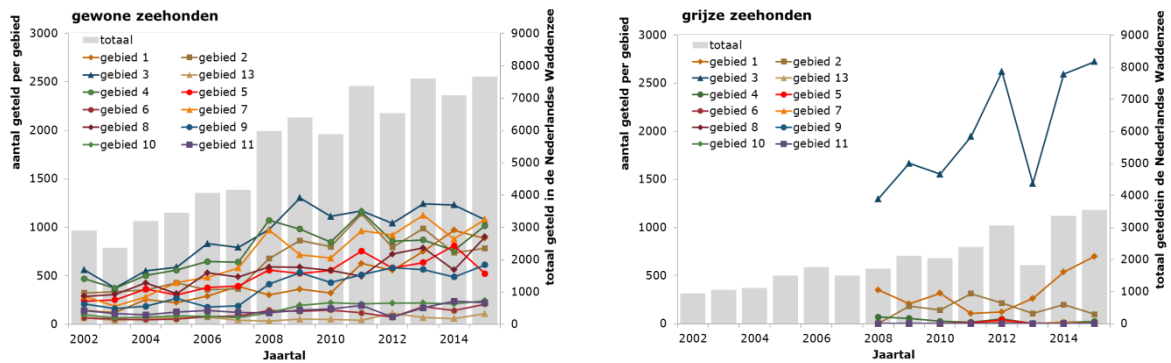 gewone zeehonden
aantal geteld per gebied
3000
2500
2000
1500
1000
500
0
totaal
gebied 1
gebied 2
gebied 3
gebied 13
gebied 4
gebied 5
gebied 6
gebied 7
gebied 8
gebied 9
gebied 10
gebied 11
9000
8000
7000
6000
5000
4000
3000
2000
1000
0
totaal geteld in de Nederlandse Waddenzee
2002 2004 2006 2008 2010 2012 2014
Jaartal
grijze zeehonden
aantal geteld per gebied
3000
2500
2000
1500
1000
500
0
totaal
gebied 1
gebied 2
gebied 3
gebied 13
gebied 4
gebied 5
gebied 6
gebied 7
gebied 8
gebied 9
gebied 10
gebied 11
9000
8000
7000
6000
5000
4000
3000
2000
1000
0
totaal geteldein de Nederlandse Waddenzee
2002 2004 2006 2008 2010 2012 2014
Jaartal